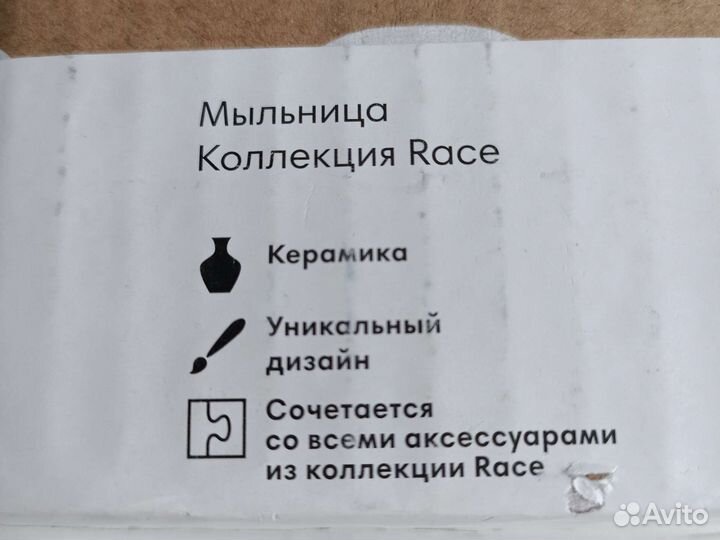 Мыльница
Коллекция Race
Керамика
Уникальный
дизайн
Сочетается
со всеми аксессуарами
из коллекции Race
Avito